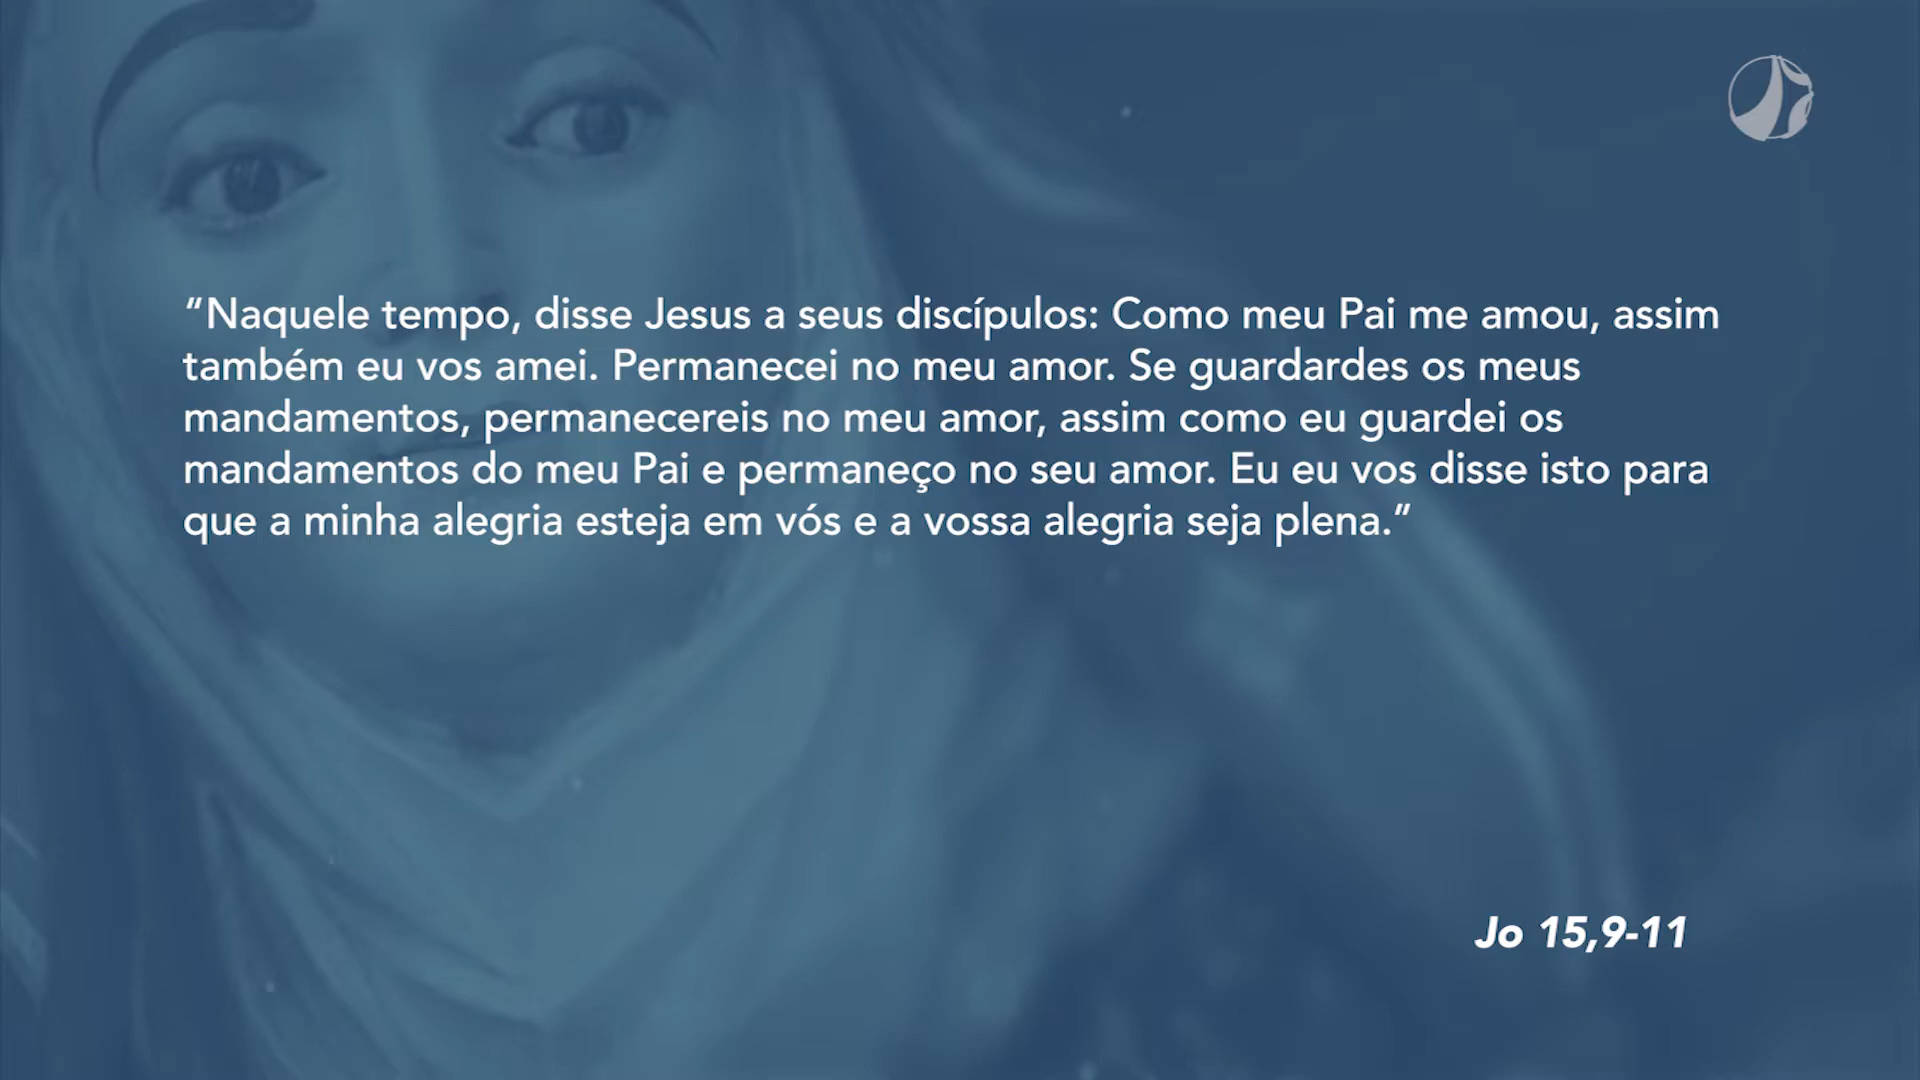 “Naquele tempo, disse Jesus a seus discípulos: Como meu Pai me amou, assim
também eu vos amei. Permanecei no meu amor. Se guardardes os meus
mandamentos, permanecereis no meu amor, assim como eu guardei os
mandamentos do meu Pai e permaneço no seu amor. Eu eu vos disse isto para
que a minha alegria esteja em vós e a vossa alegria seja plena.”
Jo 15,9-11